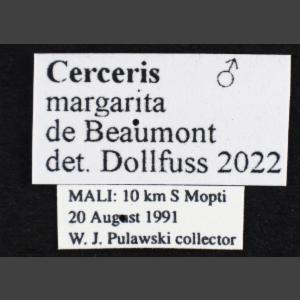 Cerceris ♂
margarita
de Beaumont
det. Dollfuss 2022
MALI: 10 km S Mopti
20 August 1991
W. J. Pulawski collector